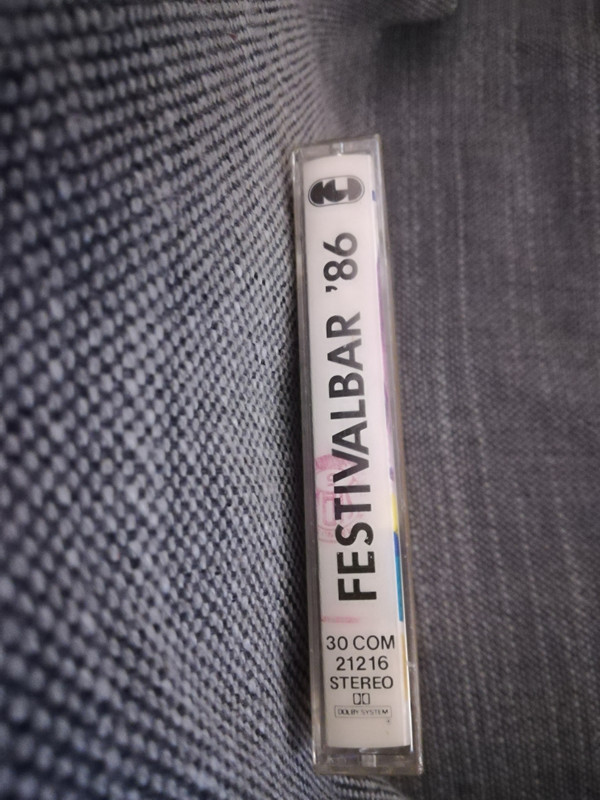 FESTIVALBAR '86
30 COM
21216
STEREO
DOLBY SYSTEM